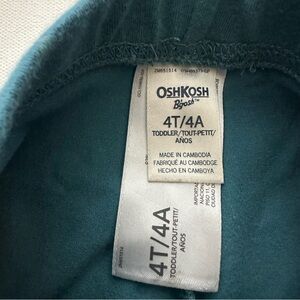 OSHKOSH
B'gosh™
4T/4A
TODDLER/TOUT-PETIT/
AÑOS
MADE IN CAMBODIA
FABRIQUÉ AU CAMBODGE
HECHO EN CAMBOYA
4T/4A
TODDLER/TOUT-PETIT/
AÑOS